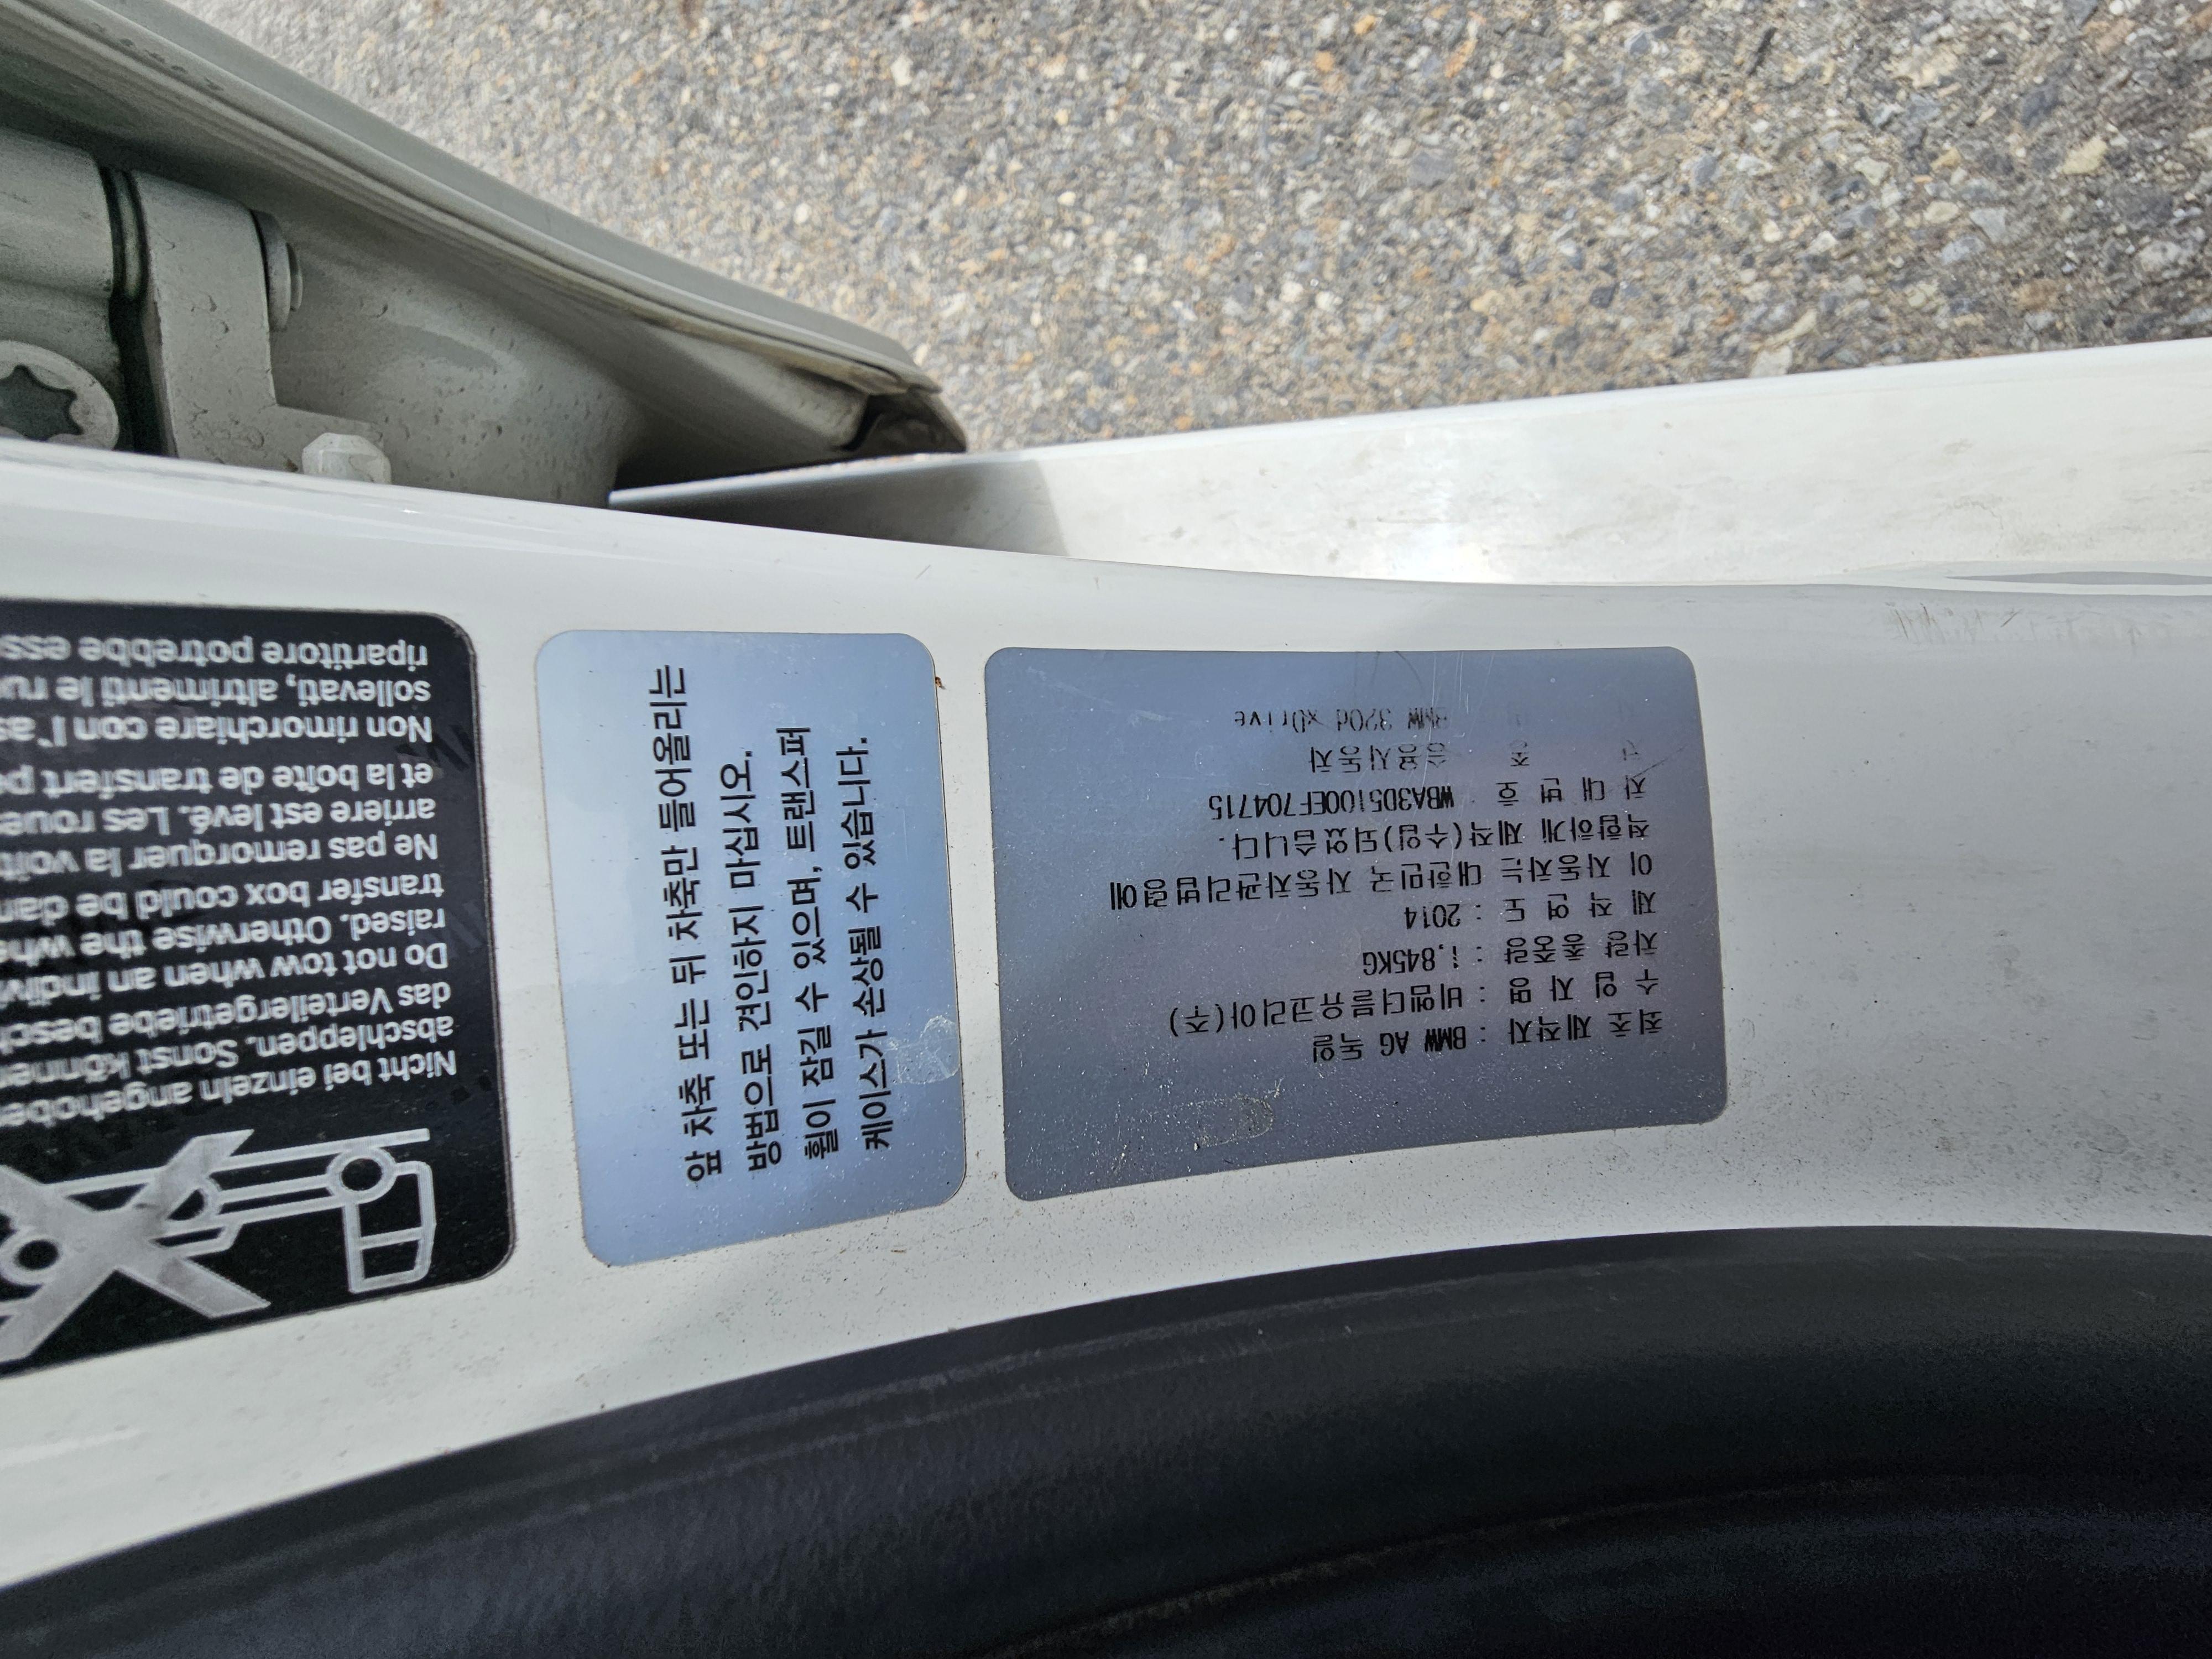 Nicht bei einzeln angehobe
abschleppen. Sonst könne
das Verteilergetriebe besch
Do not tow when an indiv
raised. Otherwise the whe
transfer box could be dam
Ne pas remorquer la voitu
arrière est levé. Les roues
et la boîte de transfert pe
Non rimorchiare con l'as
sollevati, altrimenti le ru
ripartitore potrebbe ess
앞 차축 또는 뒤 차축만 들어올리는
방법으로 견인하지 마십시오.
휠이 잠길 수 있으며, 트랜스퍼
케이스가 손상될 수 있습니다.
최초 제작자 : BMW AG 독일
수 입 자 명 : 비엠더블유코리아(주)
차량 총중량 : 1,845KG
제 작 연 도 : 2014
이 자동차는 대한민국 자동차관리법령에
적합하게 제작(수입)되었습니다.
차 대 번 호 : WBA3D5100EF704715
차 종 승용자동차
BMW 320d xDrive